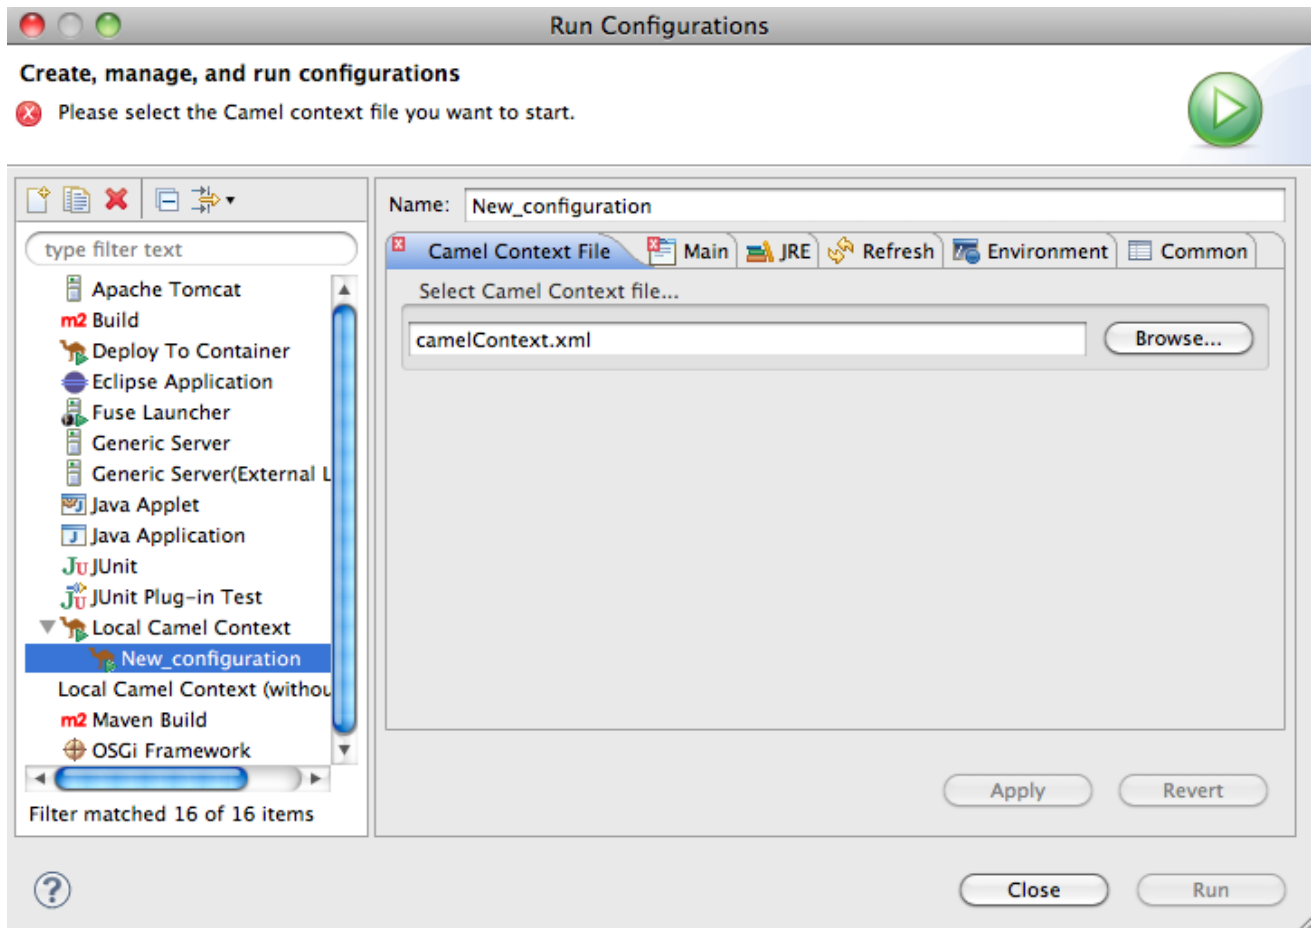 Run Configurations
Create, manage, and run configurations
Please select the Camel context file you want to start.
type filter text
Apache Tomcat
m2 Build
Deploy To Container
Eclipse Application
Fuse Launcher
Generic Server
Generic Server(External L
Java Applet
Java Application
JU JUnit
JU JUnit Plug-in Test
Local Camel Context
New_configuration
Local Camel Context (withou
m2 Maven Build
OSGi Framework
Filter matched 16 of 16 items
Name: New_configuration
Camel Context File Main JRE Refresh Environment Common
Select Camel Context file...
camelContext.xml Browse...
Apply Revert
? Close Run